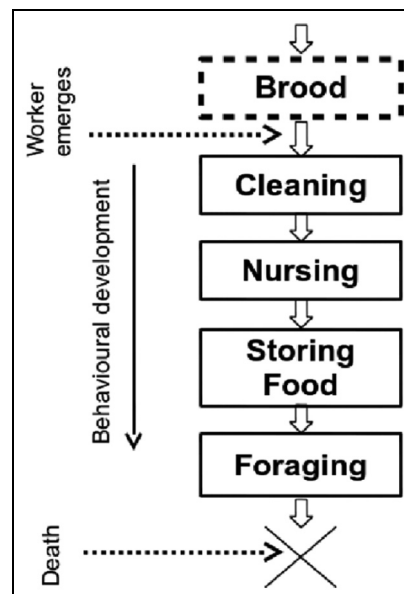 Brood
Worker
emerges
Cleaning
Behavioural development
Nursing
Storing
Food
Foraging
Death